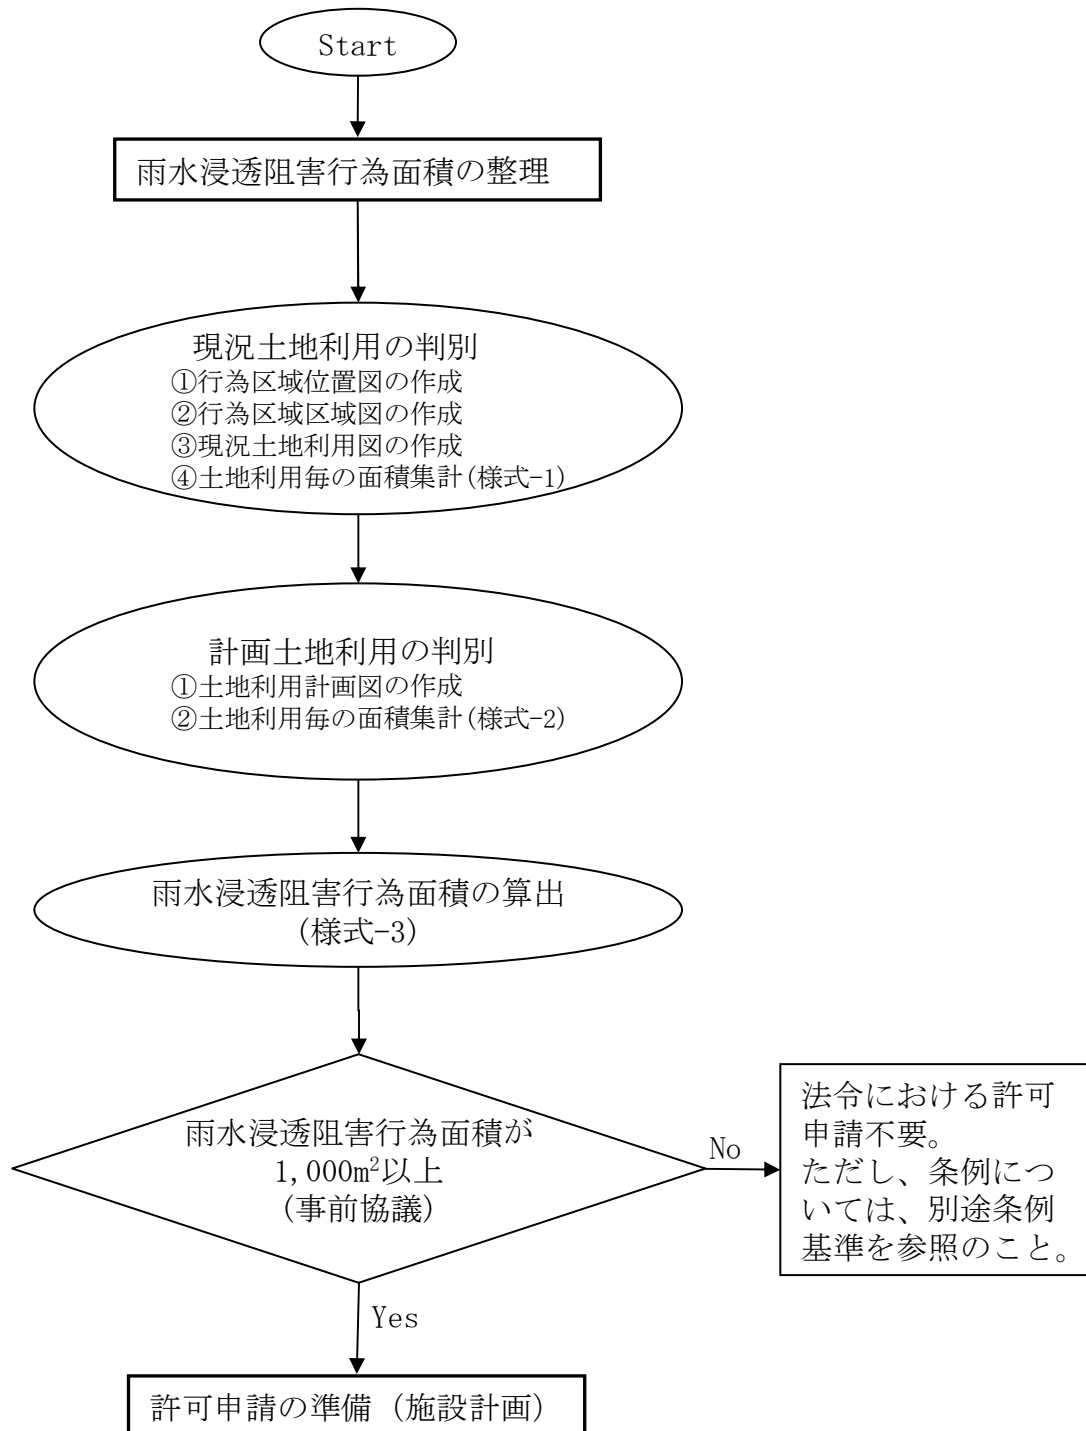 Start
雨水浸透阻害行為面積の整理
現況土地利用の判別
①行為区域位置図の作成
②行為区域区域図の作成
③現況土地利用図の作成
④土地利用毎の面積集計(様式-1)
計画土地利用の判別
①土地利用計画図の作成
②土地利用毎の面積集計(様式-2)
雨水浸透阻害行為面積の算出
(様式-3)
雨水浸透阻害行為面積が
1,000m²以上
(事前協議)
No
法令における許可
申請不要。
ただし、条例につ
いては、別途条例
基準を参照のこと。
Yes
許可申請の準備（施設計画）